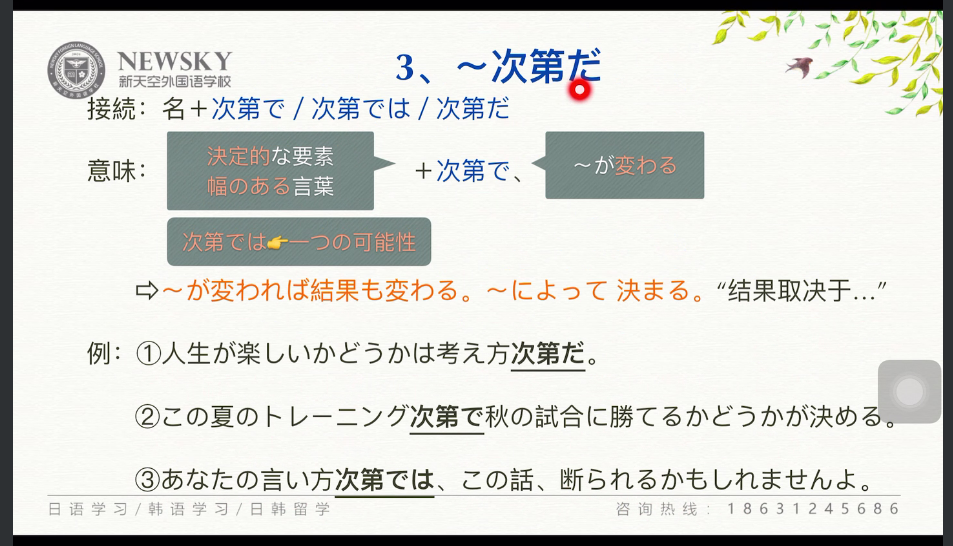 NEWSKY
新天空外国语学校
3、～次第だ
接続：名＋次第で / 次第では / 次第だ
意味：
決定的な要素
幅のある言葉
＋次第で、
～が変わる
次第では👉一つの可能性
⇨～が変われば結果も変わる。～によって 決まる。“结果取决于…”
例：①人生が楽しいかどうかは考え方次第だ。
②この夏のトレーニング次第で秋の試合に勝てるかどうかが決める。
③あなたの言い方次第では、この話、断られるかもしれませんよ。
日语学习/韩语学习/日韩留学
咨询热线：18631245686